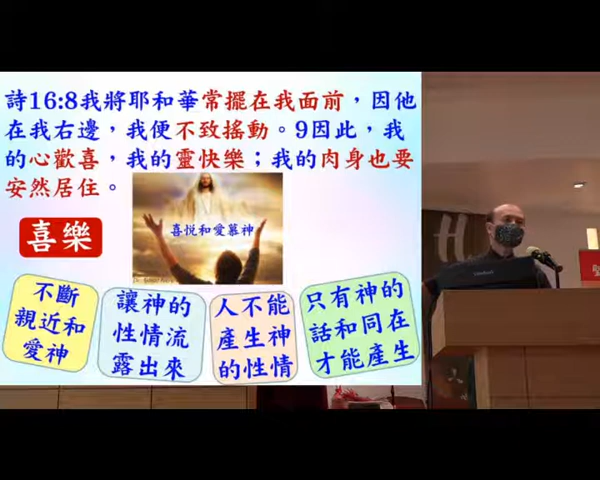 詩16:8我將耶和華常擺在我面前，因他
在我右邊，我便不致搖動。9因此，我
的心歡喜，我的靈快樂；我的肉身也要
安然居住。
喜悅和愛慕神
喜樂
不斷
親近和
愛神
讓神的
性情流
露出來
人不能
產生神
的性情
只有神的
話和同在
才能產生